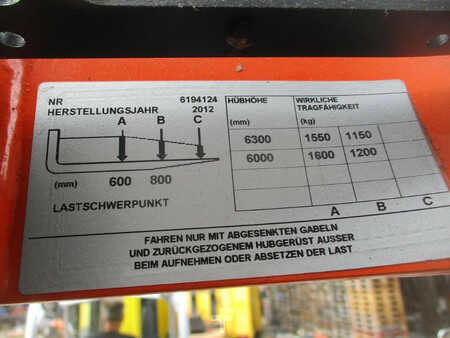 NR 6194124
HERSTELLUNGSJAHR 2012
A B C
(mm) 600 800
LASTSCHWERPUNKT
HÜBHÖHE WIRKLICHE
TRAGFÄHIGKEIT
(mm) (kg)
6300 1550 1150
6000 1600 1200
A B C
FAHREN NUR MIT ABGESENKTEN GABELN
UND ZURÜCKGEZOGENEM HUBGERÜST AUSSER
BEIM AUFNEHMEN ODER ABSETZEN DER LAST